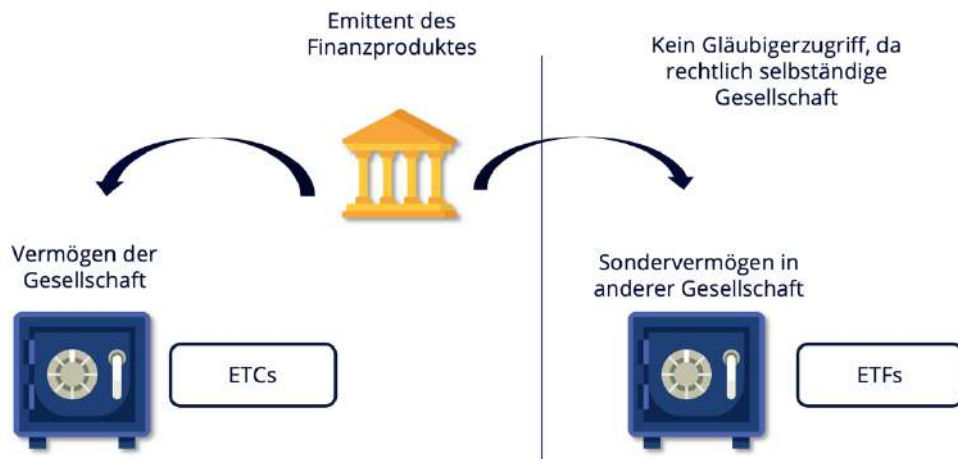 Emittent des
Finanzproduktes
Kein Gläubigerzugriff, da
rechtlich selbständige
Gesellschaft
Vermögen der
Gesellschaft
ETCs
Sondervermögen in
anderer Gesellschaft
ETFs